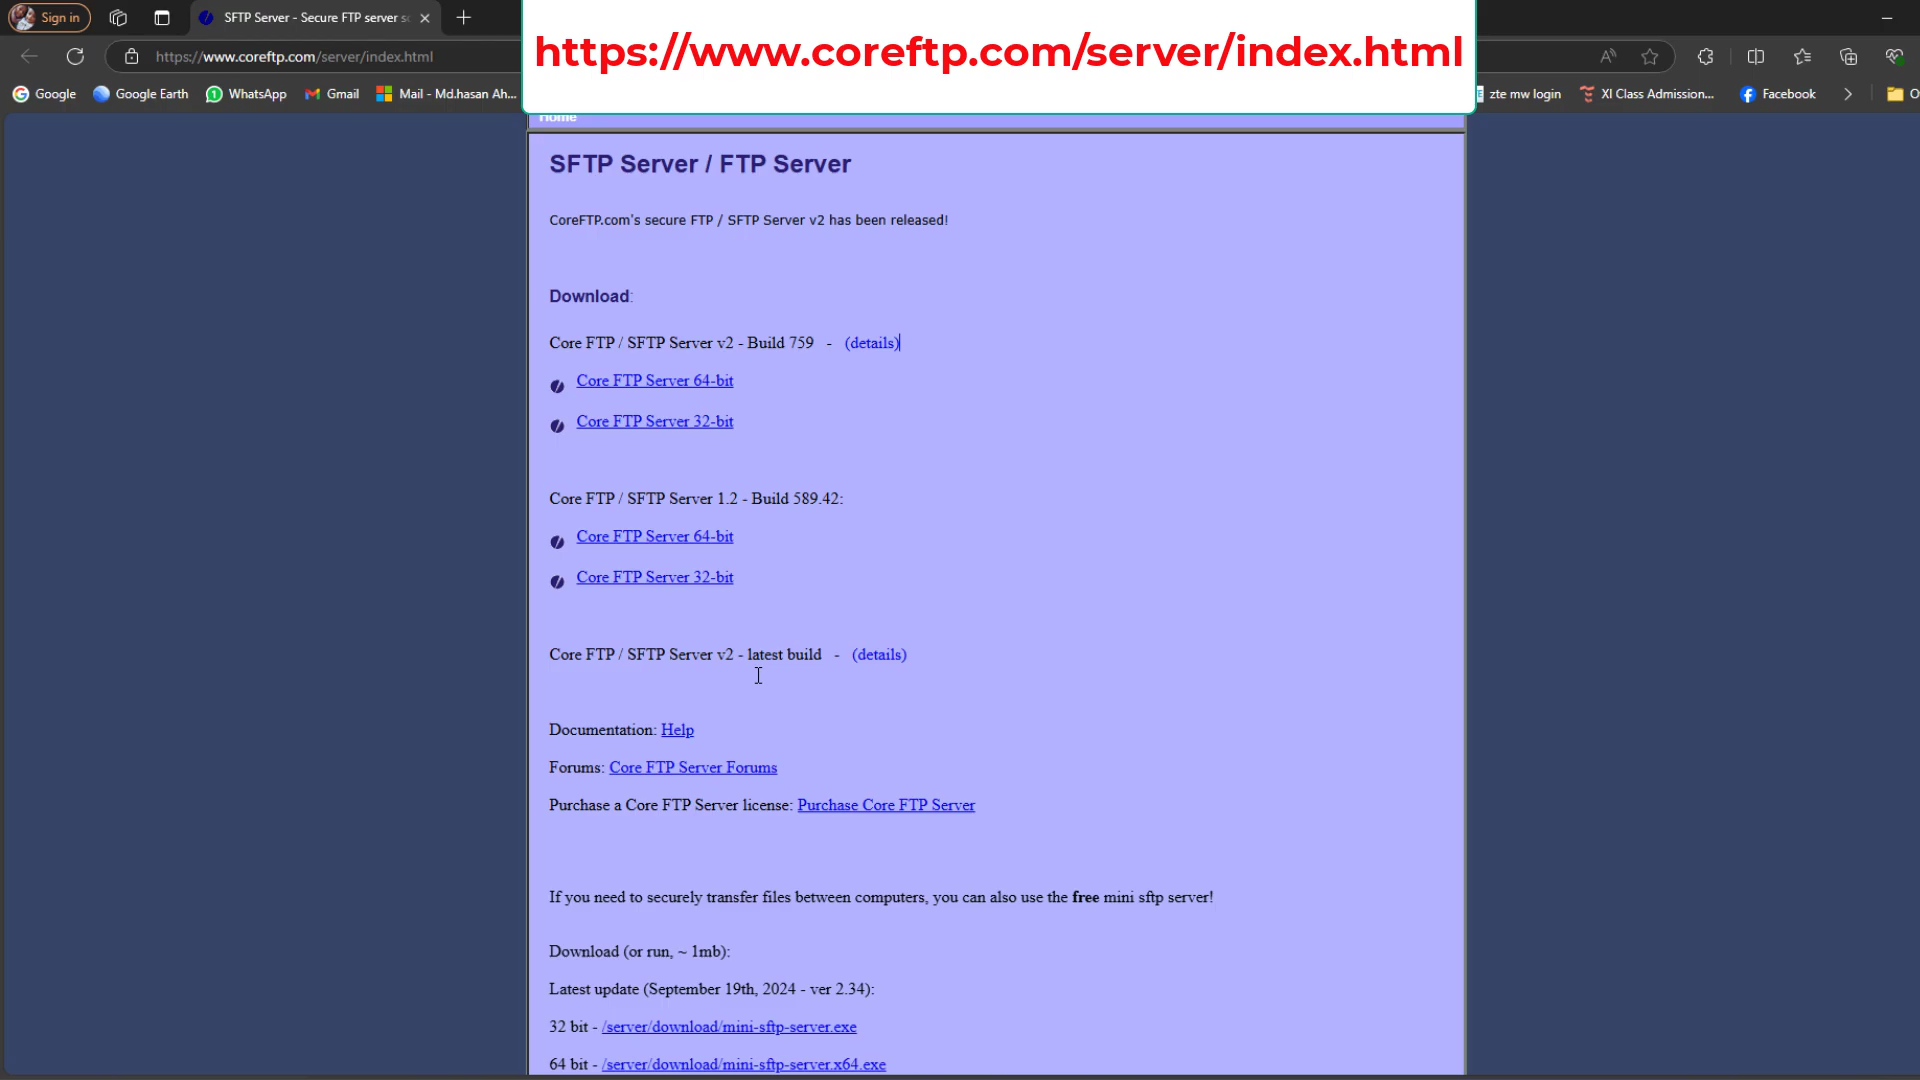 Sign in
SFTP Server - Secure FTP server s
https://www.coreftp.com/server/index.html
https://www.coreftp.com/server/index.html
Google
Google Earth
WhatsApp
Gmail
Mail - Md.hasan Ah...
zte mw login
XI Class Admission...
Facebook
O
Home
SFTP Server / FTP Server
CoreFTP.com's secure FTP / SFTP Server v2 has been released!
Download:
Core FTP / SFTP Server v2 - Build 759 - (details)
Core FTP Server 64-bit
Core FTP Server 32-bit
Core FTP / SFTP Server 1.2 - Build 589.42:
Core FTP Server 64-bit
Core FTP Server 32-bit
Core FTP / SFTP Server v2 - latest build - (details)
Documentation: Help
Forums: Core FTP Server Forums
Purchase a Core FTP Server license: Purchase Core FTP Server
If you need to securely transfer files between computers, you can also use the free mini sftp server!
Download (or run, ~ 1mb):
Latest update (September 19th, 2024 - ver 2.34):
32 bit - /server/download/mini-sftp-server.exe
64 bit - /server/download/mini-sftp-server.x64.exe